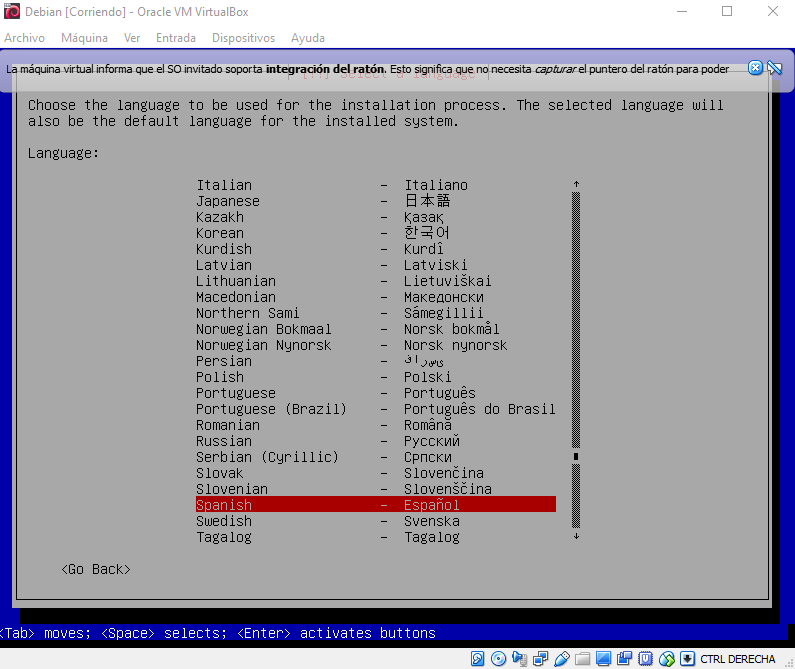 Debian [Corriendo] - Oracle VM VirtualBox
Archivo Máquina Ver Entrada Dispositivos Ayuda
La máquina virtual informa que el SO invitado soporta integración del ratón. Esto significa que no necesita capturar el puntero del ratón para poder
[!!] Select a language
Choose the language to be used for the installation process. The selected language will
also be the default language for the installed system.
Language:
Italian - Italiano
Japanese - 日本語
Kazakh - Қазақ
Korean - 한국어
Kurdish - Kurdî
Latvian - Latviski
Lithuanian - Lietuviškai
Macedonian - Македонски
Northern Sami - Sámegillii
Norwegian Bokmaal - Norsk bokmål
Norwegian Nynorsk - Norsk nynorsk
Persian - ﻰﺳرﺎﻓ
Polish - Polski
Portuguese - Português
Portuguese (Brazil) - Português do Brasil
Romanian - Română
Russian - Русский
Serbian (Cyrillic) - Српски
Slovak - Slovenčina
Slovenian - Slovenščina
Spanish - Español
Swedish - Svenska
Tagalog - Tagalog
<Go Back>
<Tab> moves; <Space> selects; <Enter> activates buttons
CTRL DERECHA